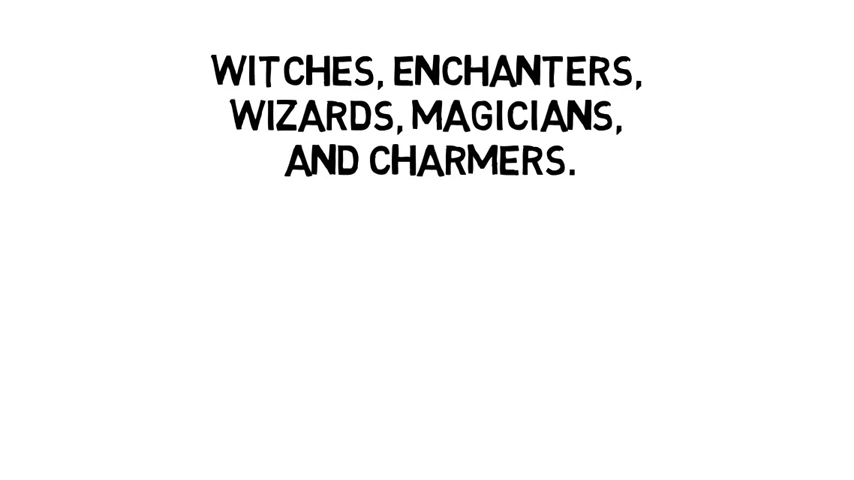 WITCHES, ENCHANTERS,
WIZARDS, MAGICIANS,
AND CHARMERS.